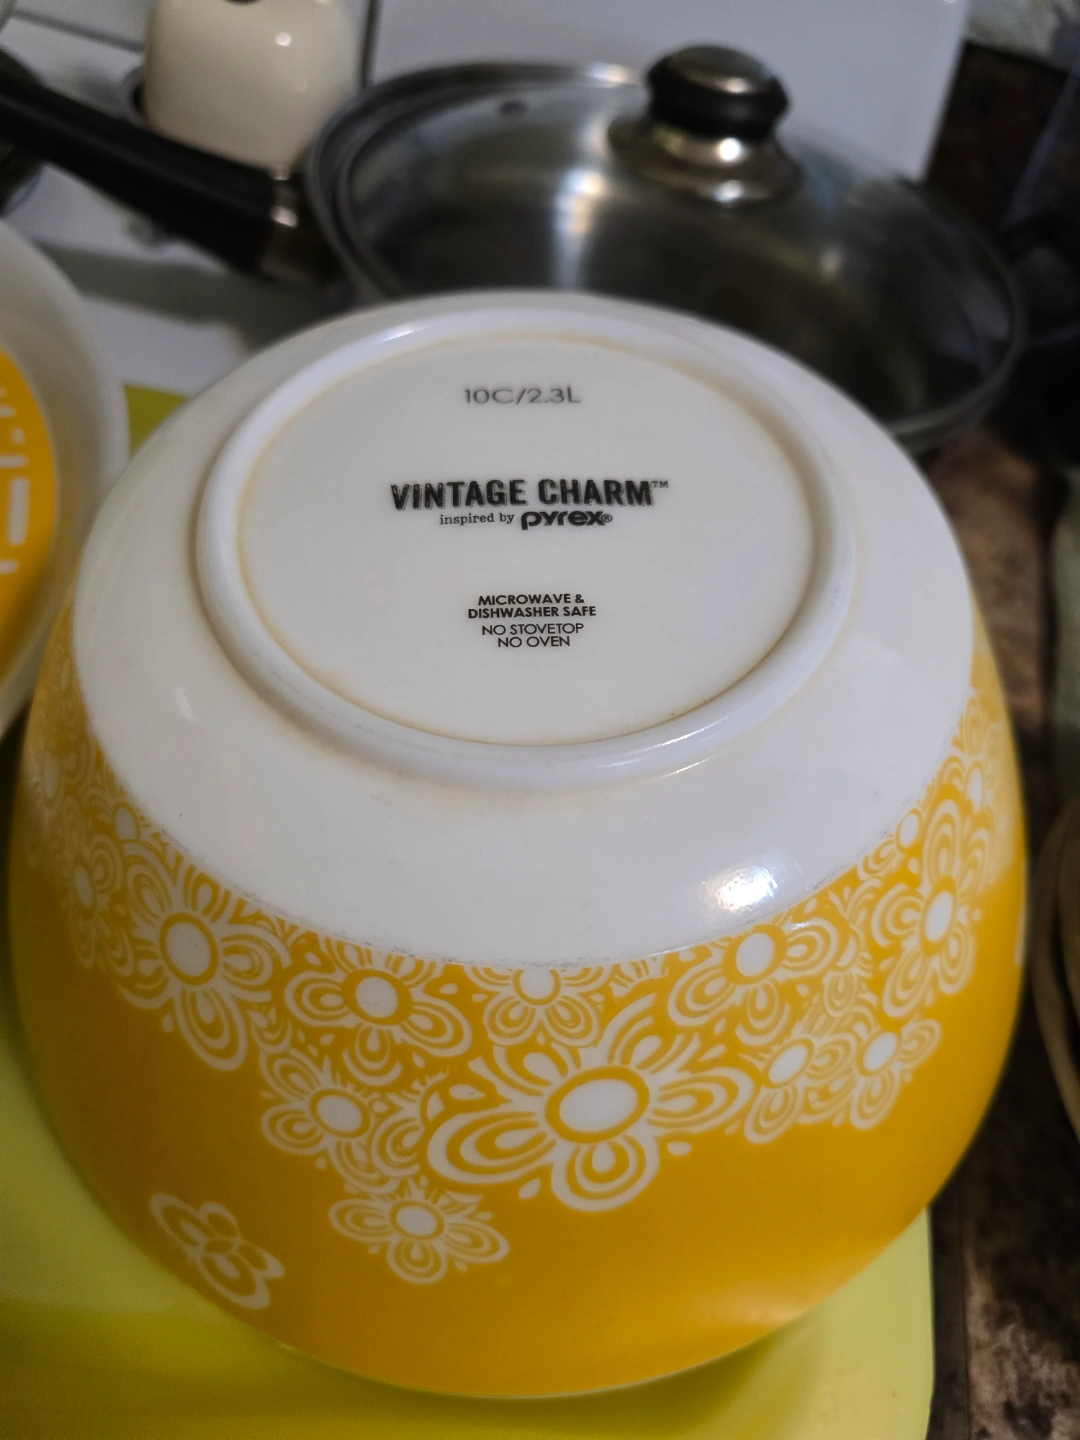 10C/2.3L
VINTAGE CHARM™
inspired by pyrex®
MICROWAVE &
DISHWASHER SAFE
NO STOVETOP
NO OVEN